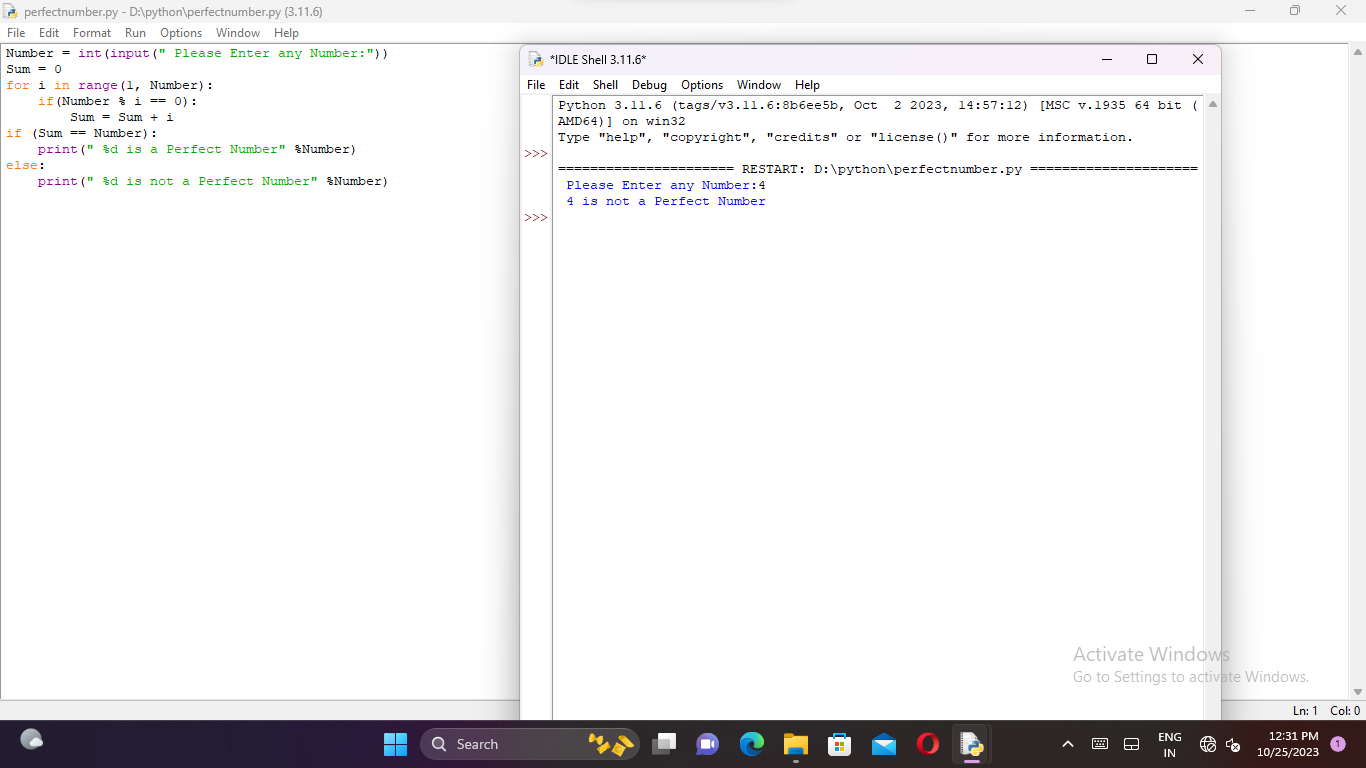 perfectnumber.py - D:\python\perfectnumber.py (3.11.6)
File Edit Format Run Options Window Help
Number = int(input(" Please Enter any Number:"))
Sum = 0
for i in range(1, Number):
    if(Number % i == 0):
        Sum = Sum + i
if (Sum == Number):
    print(" %d is a Perfect Number" %Number)
else:
    print(" %d is not a Perfect Number" %Number)
*IDLE Shell 3.11.6*
File Edit Shell Debug Options Window Help
Python 3.11.6 (tags/v3.11.6:8b6ee5b, Oct  2 2023, 14:57:12) [MSC v.1935 64 bit (
AMD64)] on win32
Type "help", "copyright", "credits" or "license()" for more information.
>>>
====================== RESTART: D:\python\perfectnumber.py =====================
 Please Enter any Number:4
 4 is not a Perfect Number
>>>
Activate Windows
Go to Settings to activate Windows.
Ln: 1 Col: 0
Search
ENG
IN
12:31 PM
10/25/2023
1